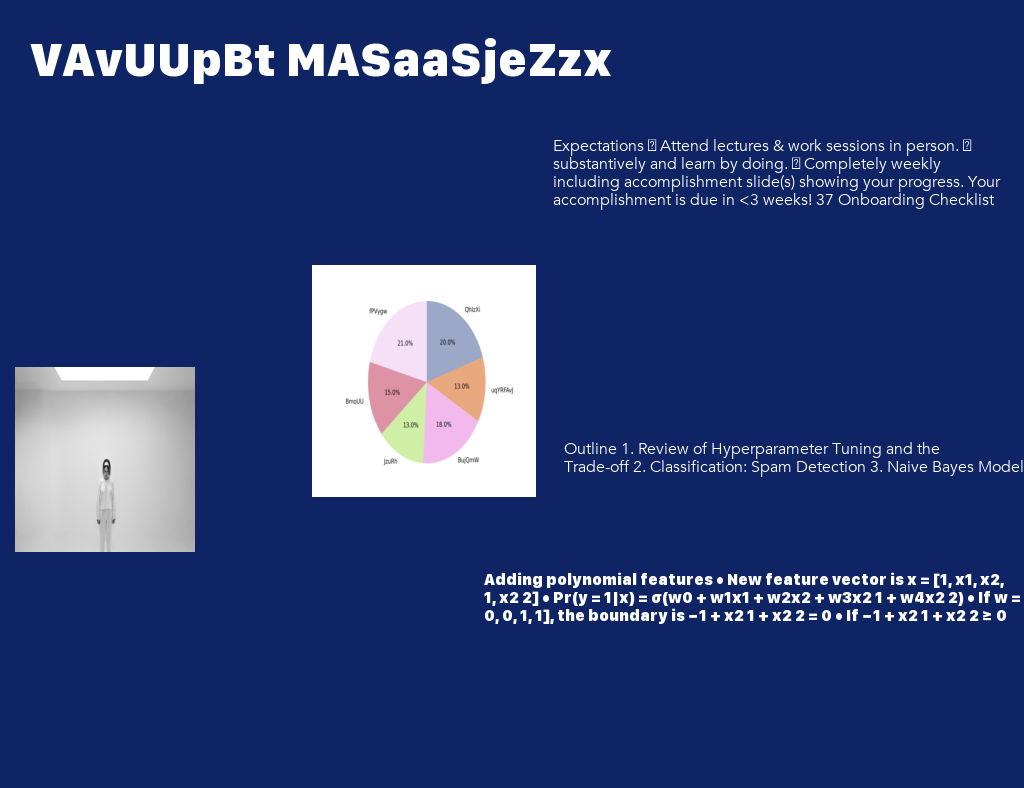 VAvUUpBt MASaaSjeZzx
Expectations ⍰ Attend lectures & work sessions in person. ⍰
substantively and learn by doing. ⍰ Completely weekly
including accomplishment slide(s) showing your progress. Your
accomplishment is due in <3 weeks! 37 Onboarding Checklist
fPVygw
QhIzXi
21.0%
20.0%
uqYRFAvJ
13.0%
15.0%
BmoUU
13.0%
18.0%
JzuRh
BujQmW
Outline 1. Review of Hyperparameter Tuning and the
Trade-off 2. Classification: Spam Detection 3. Naive Bayes Model
Adding polynomial features • New feature vector is x = [1, x1, x2,
1, x2 2] • Pr(y = 1|x) = σ(w0 + w1x1 + w2x2 + w3x2 1 + w4x2 2) • If w =
0, 0, 1, 1], the boundary is −1 + x2 1 + x2 2 = 0 • If −1 + x2 1 + x2 2 ≥ 0